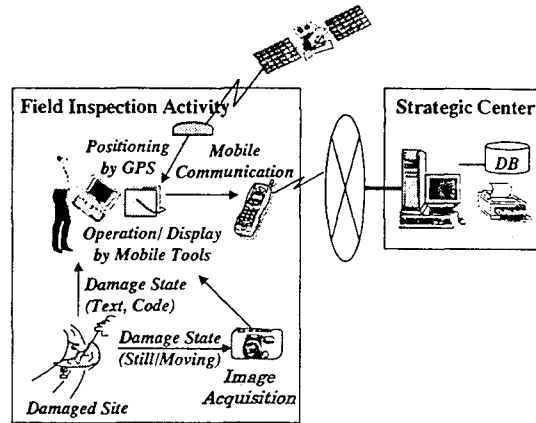 Field Inspection Activity
Positioning
by GPS
Mobile
Communication
Operation/ Display
by Mobile Tools
Damage State
(Text, Code)
Damage State
(Still/Moving)
Damaged Site
Image
Acquisition
Strategic Center
DB